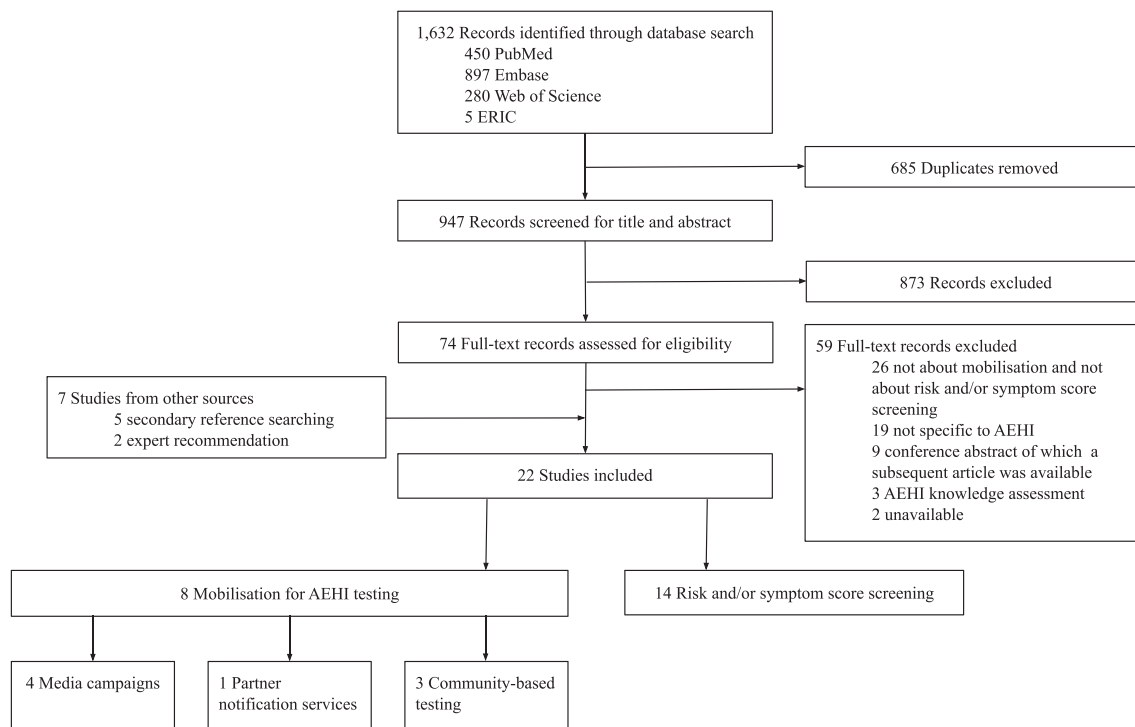 1,632 Records identified through database search
450 PubMed
897 Embase
280 Web of Science
5 ERIC
685 Duplicates removed
947 Records screened for title and abstract
873 Records excluded
74 Full-text records assessed for eligibility
59 Full-text records excluded
26 not about mobilisation and not
about risk and/or symptom score
screening
19 not specific to AEHI
9 conference abstract of which a
subsequent article was available
3 AEHI knowledge assessment
2 unavailable
7 Studies from other sources
5 secondary reference searching
2 expert recommendation
22 Studies included
8 Mobilisation for AEHI testing
14 Risk and/or symptom score screening
4 Media campaigns
1 Partner
notification services
3 Community-based
testing